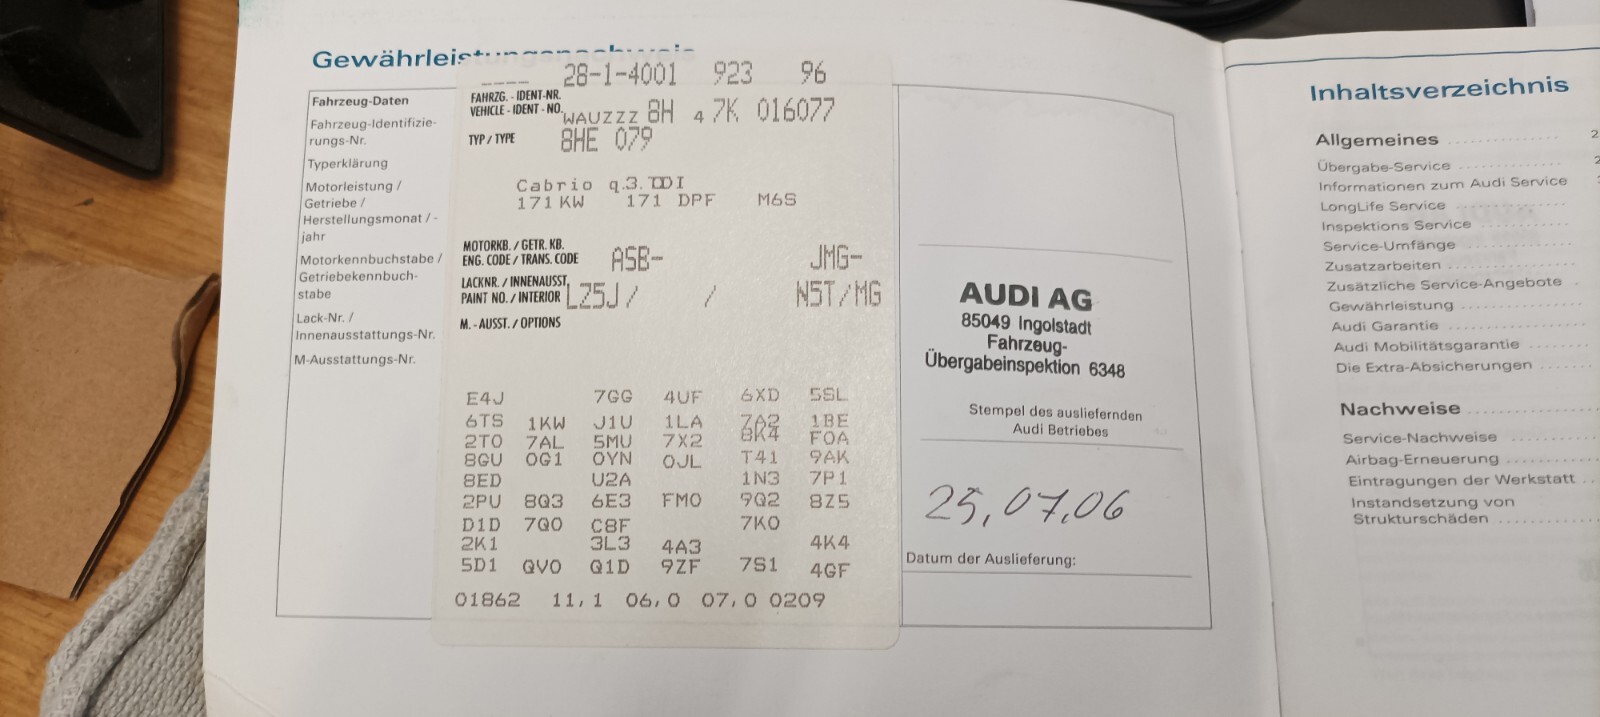 Gewährleistungsnachweis
Fahrzeug-Daten
Fahrzeug-Identifizie-
rungs-Nr.
Typerklärung
Motorleistung /
Getriebe /
Herstellungsmonat / -
jahr
Motorkennbuchstabe /
Getriebekennbuch-
stabe
Lack-Nr. /
Innenausstattungs-Nr.
M-Ausstattungs-Nr.
28-1-4001 923 96
FAHRZG. - IDENT-NR.
VEHICLE - IDENT - NO. WAUZZZ 8H 4 7K 016077
TYP / TYPE 8HE 079
Cabrio q.3. TDI
171 KW 171 DPF M6S
MOTORKB. / GETR. KB.
ENG. CODE / TRANS. CODE ASB- JMG-
LACKNR. / INNENAUSST.
PAINT NO. / INTERIOR LZ5J / / N5T / MG
M. - AUSST. / OPTIONS
E4J 7GG 4UF 6XD 5SL
6TS 1KW J1U 1LA 7A2 1BE
2T0 7AL 5MU 7X2 8K4 F0A
8GU 0G1 0YN 0JL T41 9AK
8ED U2A 1N3 7P1
2PU 8Q3 6E3 FM0 9Q2 8Z5
D1D 7Q0 C8F 7K0
2K1 3L3 4A3 4K4
5D1 QV0 Q1D 9ZF 7S1 4GF
01862 11,1 06,0 07,0 0209
AUDI AG
85049 Ingolstadt
Fahrzeug-
Übergabeinspektion 6348
Stempel des ausliefernden
Audi Betriebes
25,07,06
Datum der Auslieferung:
Inhaltsverzeichnis
Allgemeines
Übergabe-Service
Informationen zum Audi Service
LongLife Service
Inspektions Service
Service-Umfänge
Zusatzarbeiten
Zusätzliche Service-Angebote
Gewährleistung
Audi Garantie
Audi Mobilitätsgarantie
Die Extra-Absicherungen
Nachweise
Service-Nachweise
Airbag-Erneuerung
Eintragungen der Werkstatt
Instandsetzung von
Strukturschäden